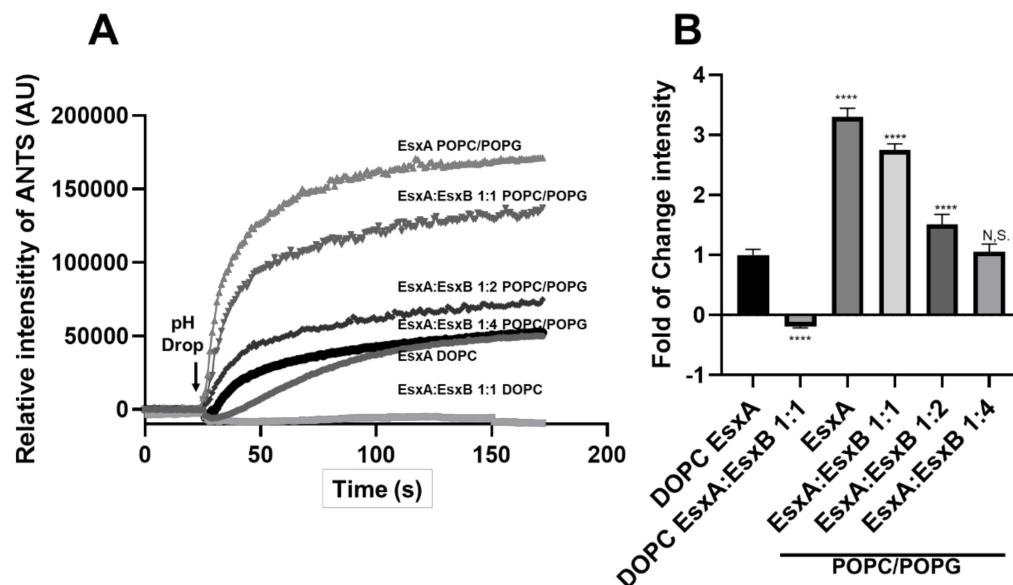 A
B
Relative intensitity of ANTS (AU)
200000
150000
100000
50000
0
EsxA POPC/POPG
EsxA:EsxB 1:1 POPC/POPG
EsxA:EsxB 1:2 POPC/POPG
EsxA:EsxB 1:4 POPC/POPG
EsxA DOPC
EsxA:EsxB 1:1 DOPC
pH
Drop
0
50
100
150
200
Time (s)
Fold of Change intensity
4
3
2
1
0
-1
****
****
****
****
N.S.
DOPC EsxA
DOPC EsxA:EsxB 1:1
EsxA
EsxA:EsxB 1:1
EsxA:EsxB 1:2
EsxA:EsxB 1:4
POPC/POPG